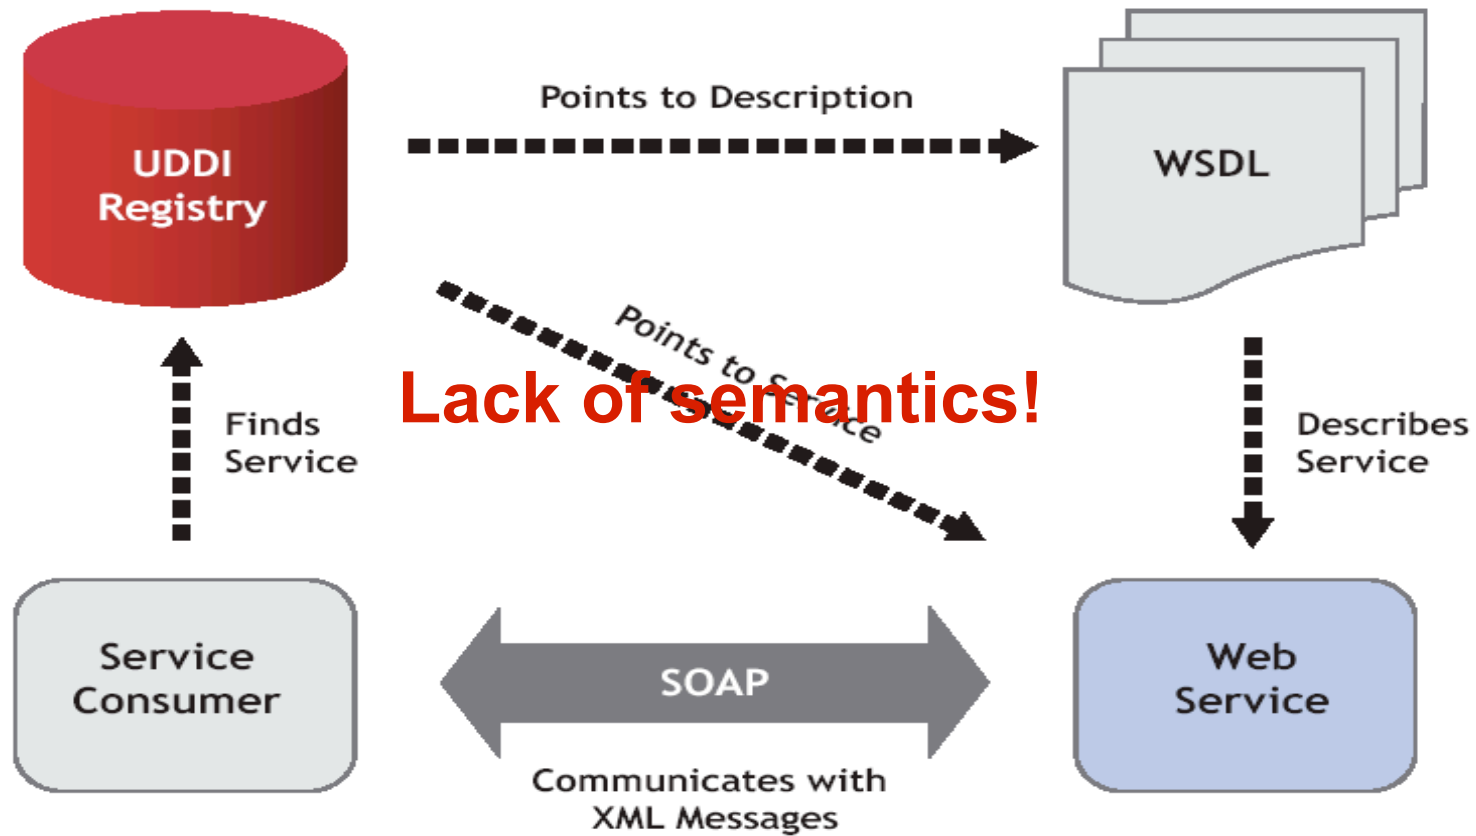 Points to Description
UDDI
Registry
WSDL
Points to Service
Lack of semantics!
Finds
Service
Describes
Service
Service
Consumer
SOAP
Web
Service
Communicates with
XML Messages